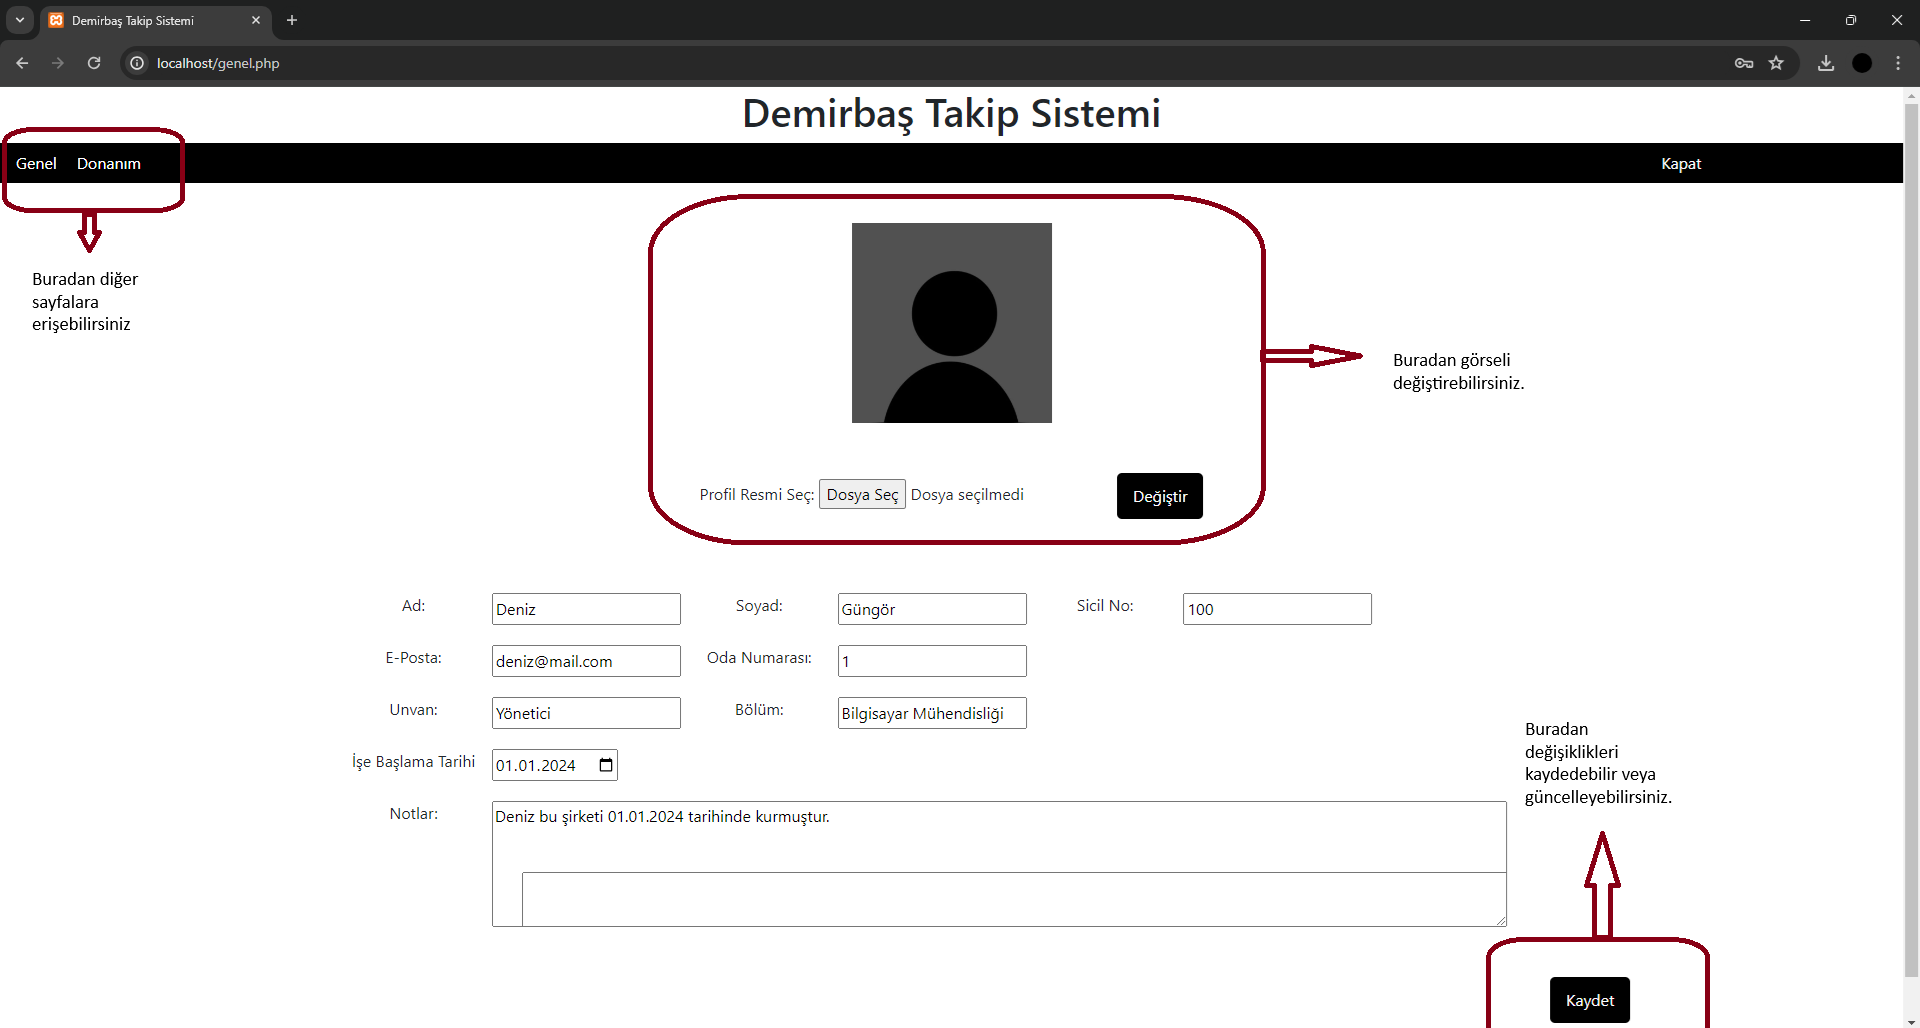 Demirbaş Takip Sistemi
localhost/genel.php
Demirbaş Takip Sistemi
Genel Donanım Kapat
Buradan diğer
sayfalara
erişebilirsiniz
Buradan görseli
değiştirebilirsiniz.
Profil Resmi Seç: Dosya Seç Dosya seçilmedi Değiştir
Ad: Deniz Soyad: Güngör Sicil No: 100
E-Posta: deniz@mail.com Oda Numarası: 1
Unvan: Yönetici Bölüm: Bilgisayar Mühendisliği
İşe Başlama Tarihi 01.01.2024
Notlar: Deniz bu şirketi 01.01.2024 tarihinde kurmuştur.
Buradan
değişiklikleri
kaydedebilir veya
güncelleyebilirsiniz.
Kaydet